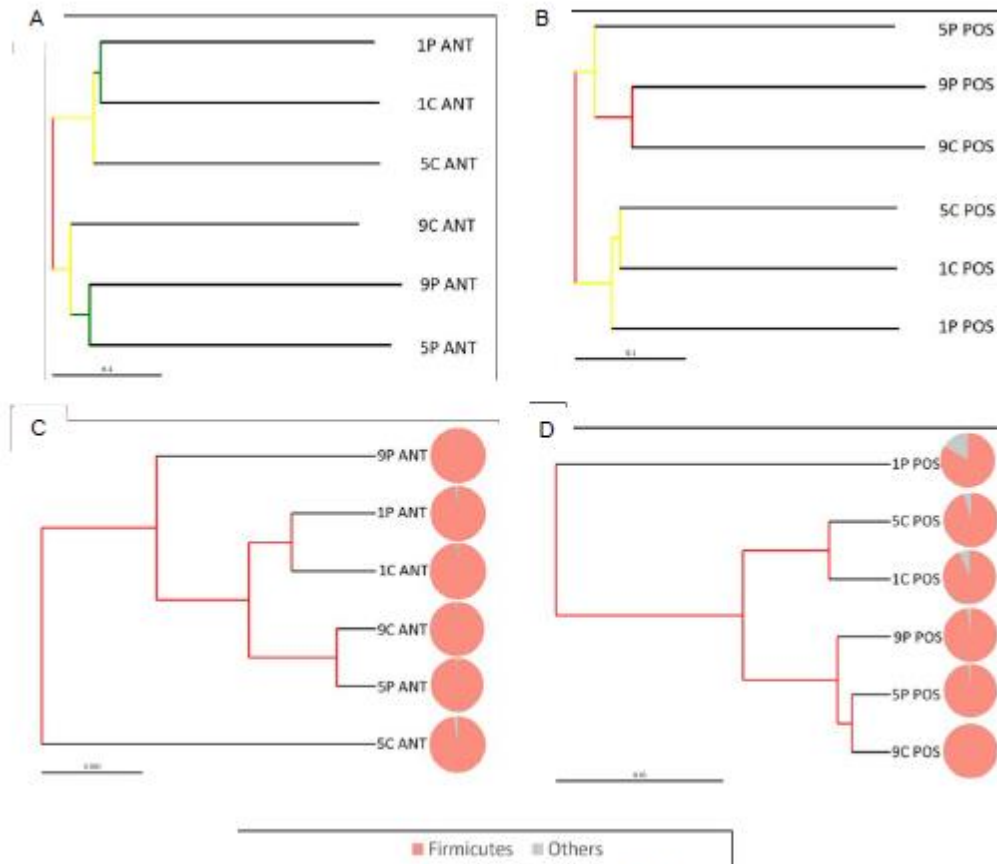 A
1P ANT
1C ANT
5C ANT
9C ANT
9P ANT
5P ANT
B
5P POS
9P POS
9C POS
5C POS
1C POS
1P POS
0.1
C
9P ANT
1P ANT
1C ANT
9C ANT
5P ANT
5C ANT
D
1P POS
5C POS
1C POS
9P POS
5P POS
9C POS
Firmicutes
Others